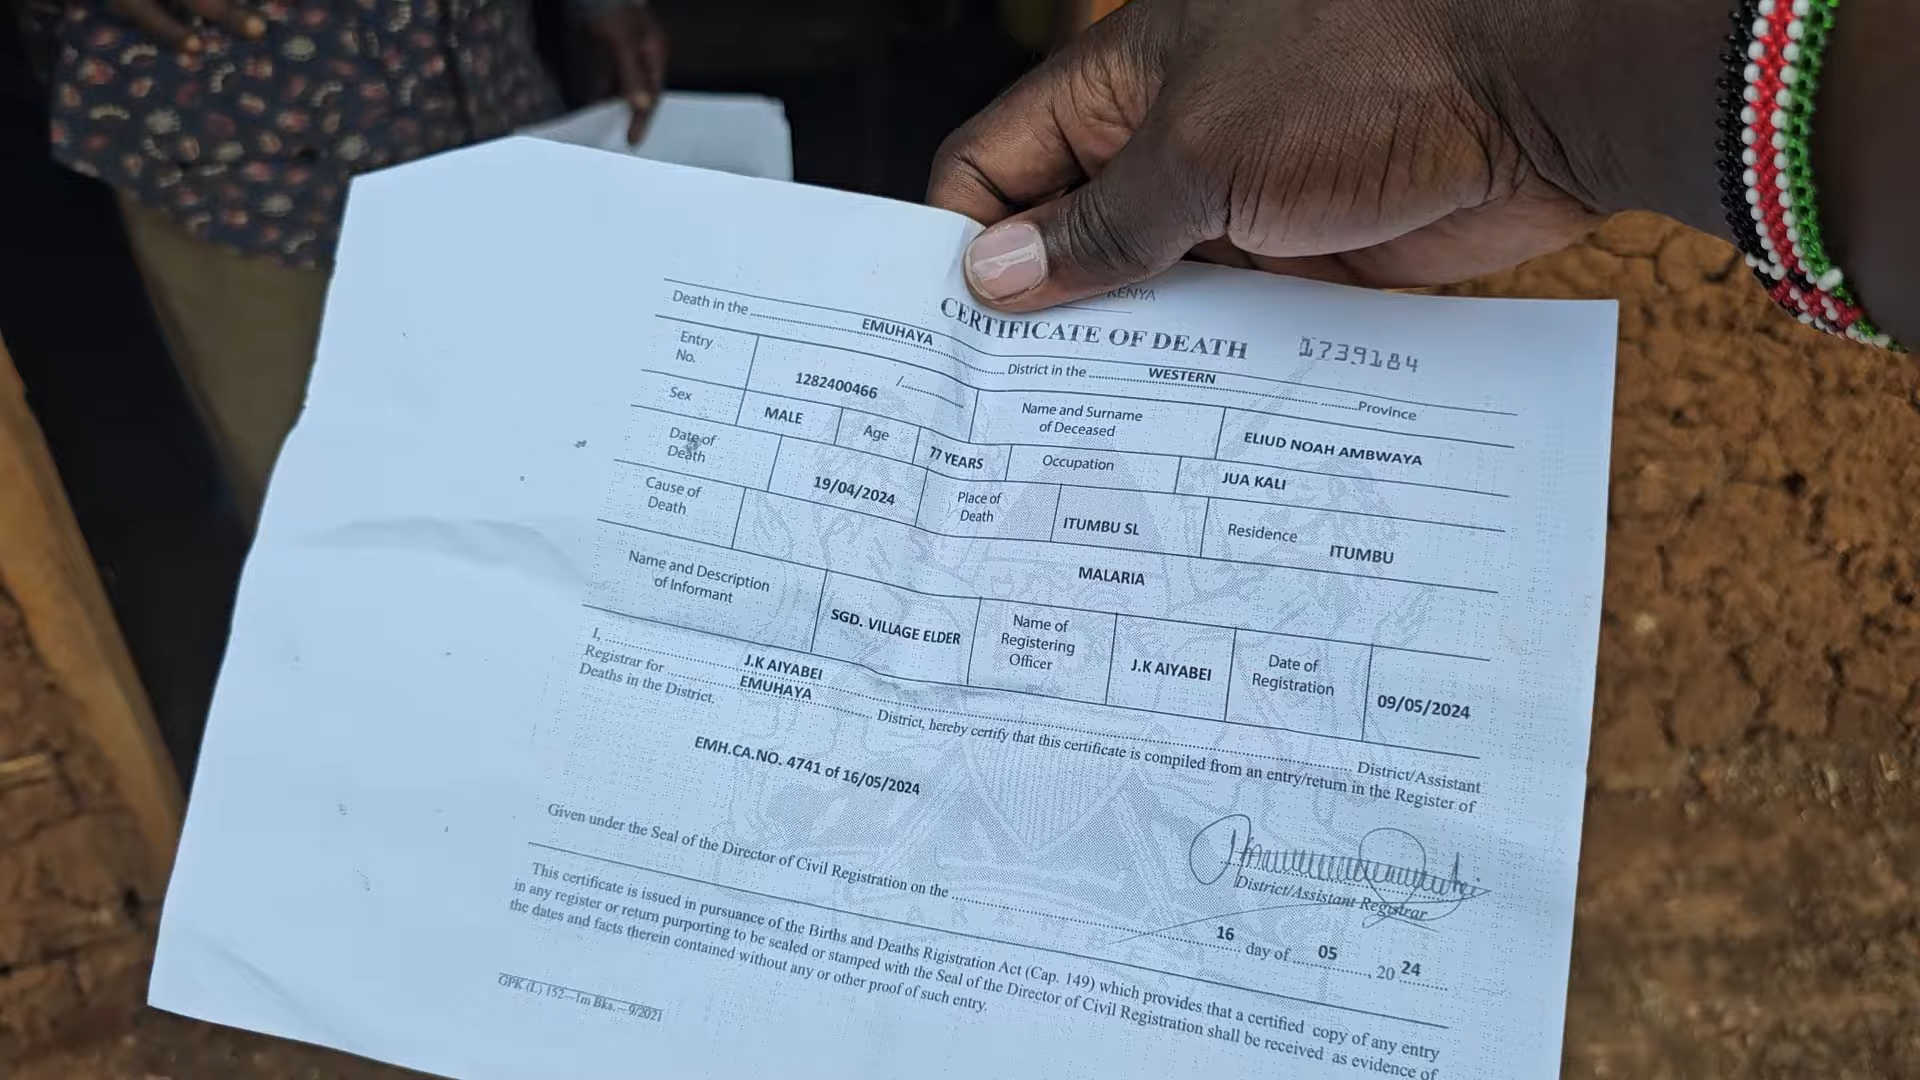 KENYA
CERTIFICATE OF DEATH 1739184
Death in the EMUHAYA District in the WESTERN Province
Entry No. 1282400466 / Name and Surname of Deceased ELIUD NOAH AMBWAYA
Sex MALE Age 77 YEARS Occupation JUA KALI
Date of Death 19/04/2024 Place of Death ITUMBU SL Residence ITUMBU
Cause of Death MALARIA
Name and Description of Informant SGD. VILLAGE ELDER Name of Registering Officer J.K AIYABEI Date of Registration 09/05/2024
I, J.K AIYABEI District/Assistant
Registrar for EMUHAYA District, hereby certify that this certificate is compiled from an entry/return in the Register of
Deaths in the District.
EMH.CA.NO. 4741 of 16/05/2024
District/Assistant Registrar
Given under the Seal of the Director of Civil Registration on the 16 day of 05, 20 24
This certificate is issued in pursuance of the Births and Deaths Rigistration Act (Cap. 149) which provides that a certified copy of any entry
in any register or return purporting to be sealed or stamped with the Seal of the Director of Civil Registration shall be received as evidence of
the dates and facts therein contained without any or other proof of such entry.
GPK (L) 152—1m Bks.—9/2021